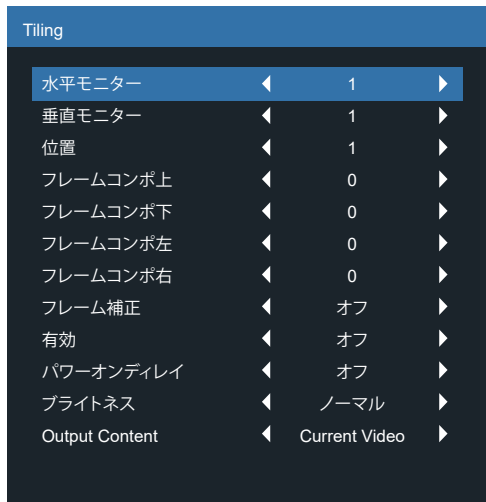 Tiling
水平モニター 1
垂直モニター 1
位置 1
フレームコンポ上 0
フレームコンポ下 0
フレームコンポ左 0
フレームコンポ右 0
フレーム補正 オフ
有効 オフ
パワーオンディレイ オフ
ブライトネス ノーマル
Output Content Current Video